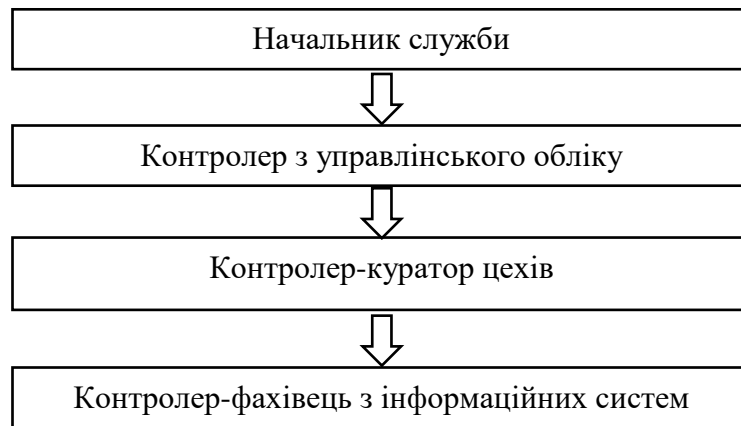 Начальник служби
Контролер з управлінського обліку
Контролер-куратор цехів
Контролер-фахівець з інформаційних систем